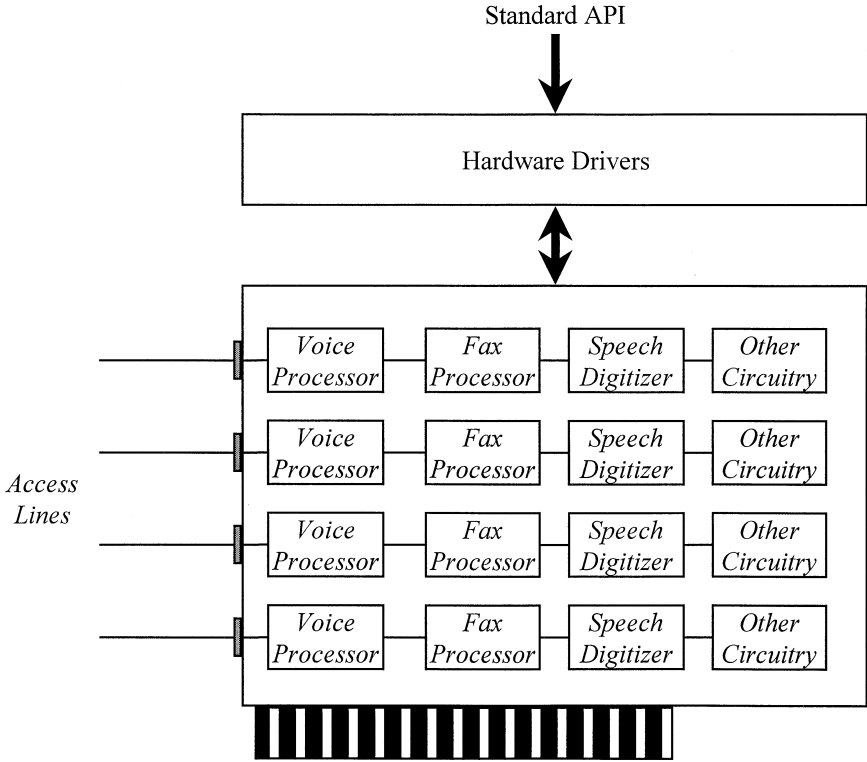 Standard API
Hardware Drivers
Voice
Processor
Fax
Processor
Speech
Digitizer
Other
Circuitry
Voice
Processor
Fax
Processor
Speech
Digitizer
Other
Circuitry
Access
Lines
Voice
Processor
Fax
Processor
Speech
Digitizer
Other
Circuitry
Voice
Processor
Fax
Processor
Speech
Digitizer
Other
Circuitry